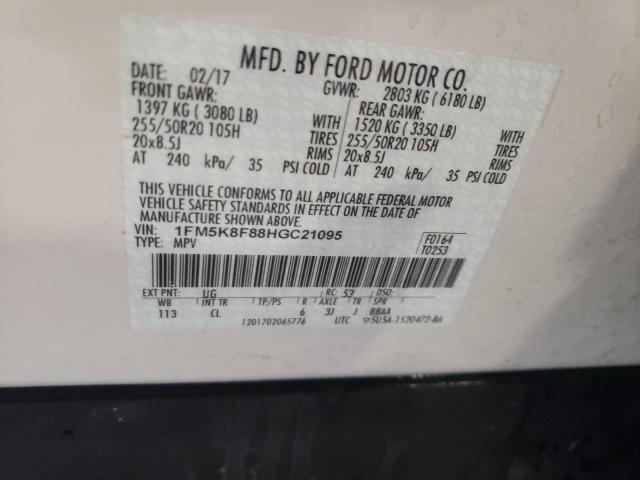 MFD. BY FORD MOTOR CO.
DATE: 02/17 GVWR: 2803 KG ( 6180 LB)
FRONT GAWR: REAR GAWR:
1397 KG ( 3080 LB) WITH 1520 KG ( 3350 LB) WITH
255/50R20 105H TIRES 255/50R20 105H TIRES
20x8.5J RIMS 20x8.5J RIMS
AT 240 kPa/ 35 PSI COLD AT 240 kPa/ 35 PSI COLD
THIS VEHICLE CONFORMS TO ALL APPLICABLE FEDERAL MOTOR
VEHICLE SAFETY STANDARDS IN EFFECT ON THE DATE OF
MANUFACTURE SHOWN ABOVE.
VIN: 1FM5K8F88HGC21095 F0164
TYPE: MPV T0253
EXT PNT: UG RC: 53 DSO:
WB INT TR TP/PS R AXLE TR SPR
113 CL 6 3J J BBAA
1201702065776 UTC 5U5A-1520472-BA